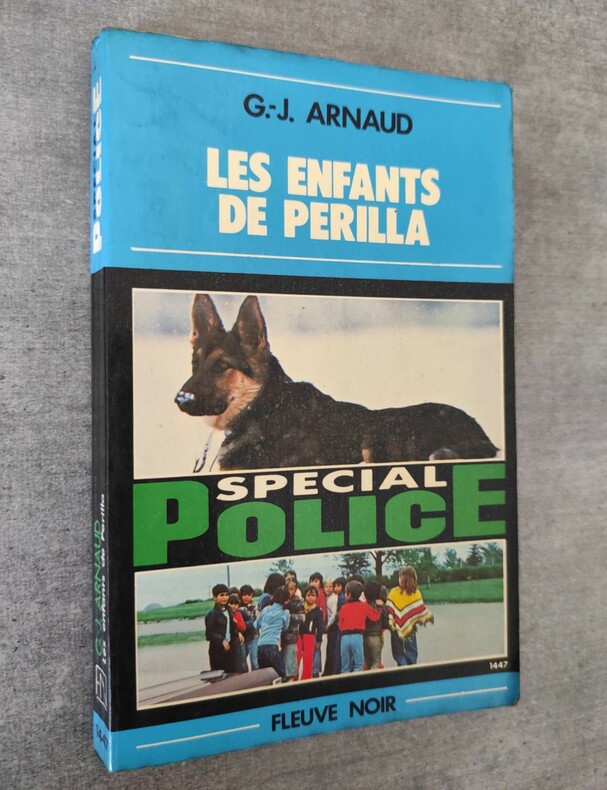 G.-J. ARNAUD
LES ENFANTS
DE PERILLA
SPECIAL
POLICE
1447
FLEUVE NOIR
POLICE
G. J. ARNAUD
Les enfants de Perilla
1447